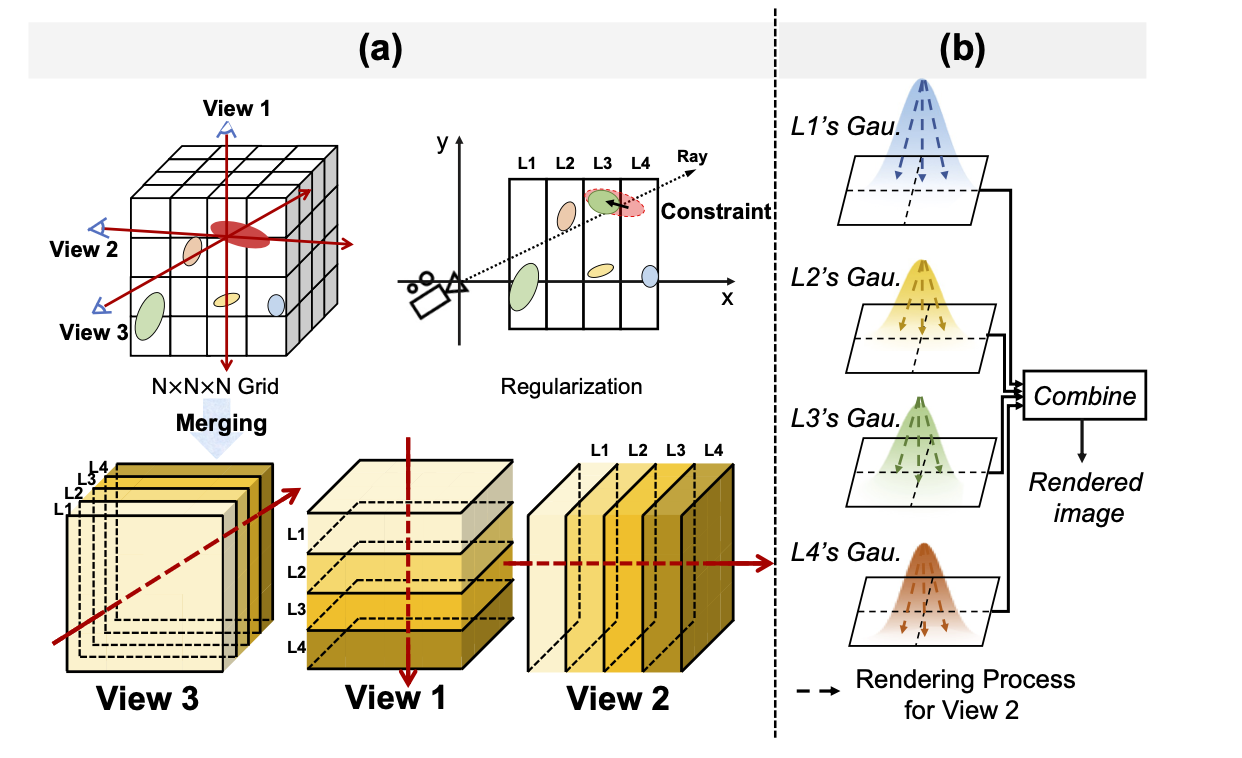 (a)
View 1
View 2
View 3
N×N×N Grid
Merging
y
L1 L2 L3 L4
Ray
Constraint
x
Regularization
L4
L3
L2
L1
View 3
L1
L2
L3
L4
View 1
L1 L2 L3 L4
View 2
(b)
L1’s Gau.
L2’s Gau.
L3’s Gau.
L4’s Gau.
Combine
Rendered
image
Rendering Process
for View 2